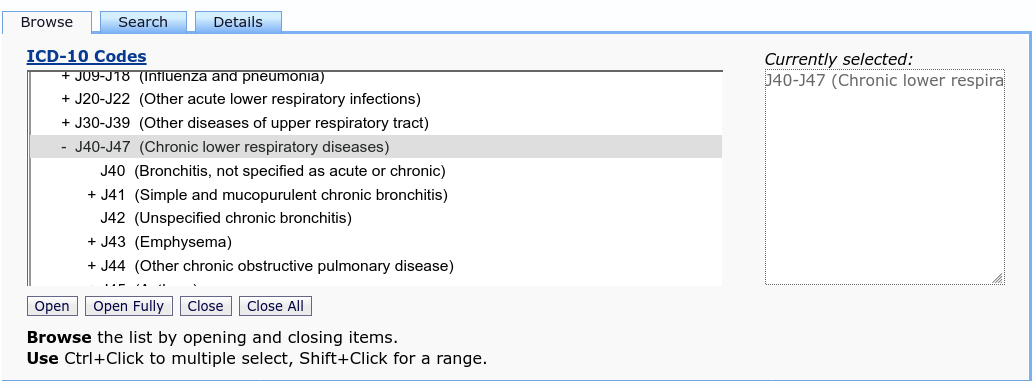 Browse Search Details
ICD-10 Codes
Currently selected:
+ J09-J18 (Influenza and pneumonia)
J40-J47 (Chronic lower respira
+ J20-J22 (Other acute lower respiratory infections)
+ J30-J39 (Other diseases of upper respiratory tract)
- J40-J47 (Chronic lower respiratory diseases)
J40 (Bronchitis, not specified as acute or chronic)
+ J41 (Simple and mucopurulent chronic bronchitis)
J42 (Unspecified chronic bronchitis)
+ J43 (Emphysema)
+ J44 (Other chronic obstructive pulmonary disease)
Open Open Fully Close Close All
Browse the list by opening and closing items.
Use Ctrl+Click to multiple select, Shift+Click for a range.